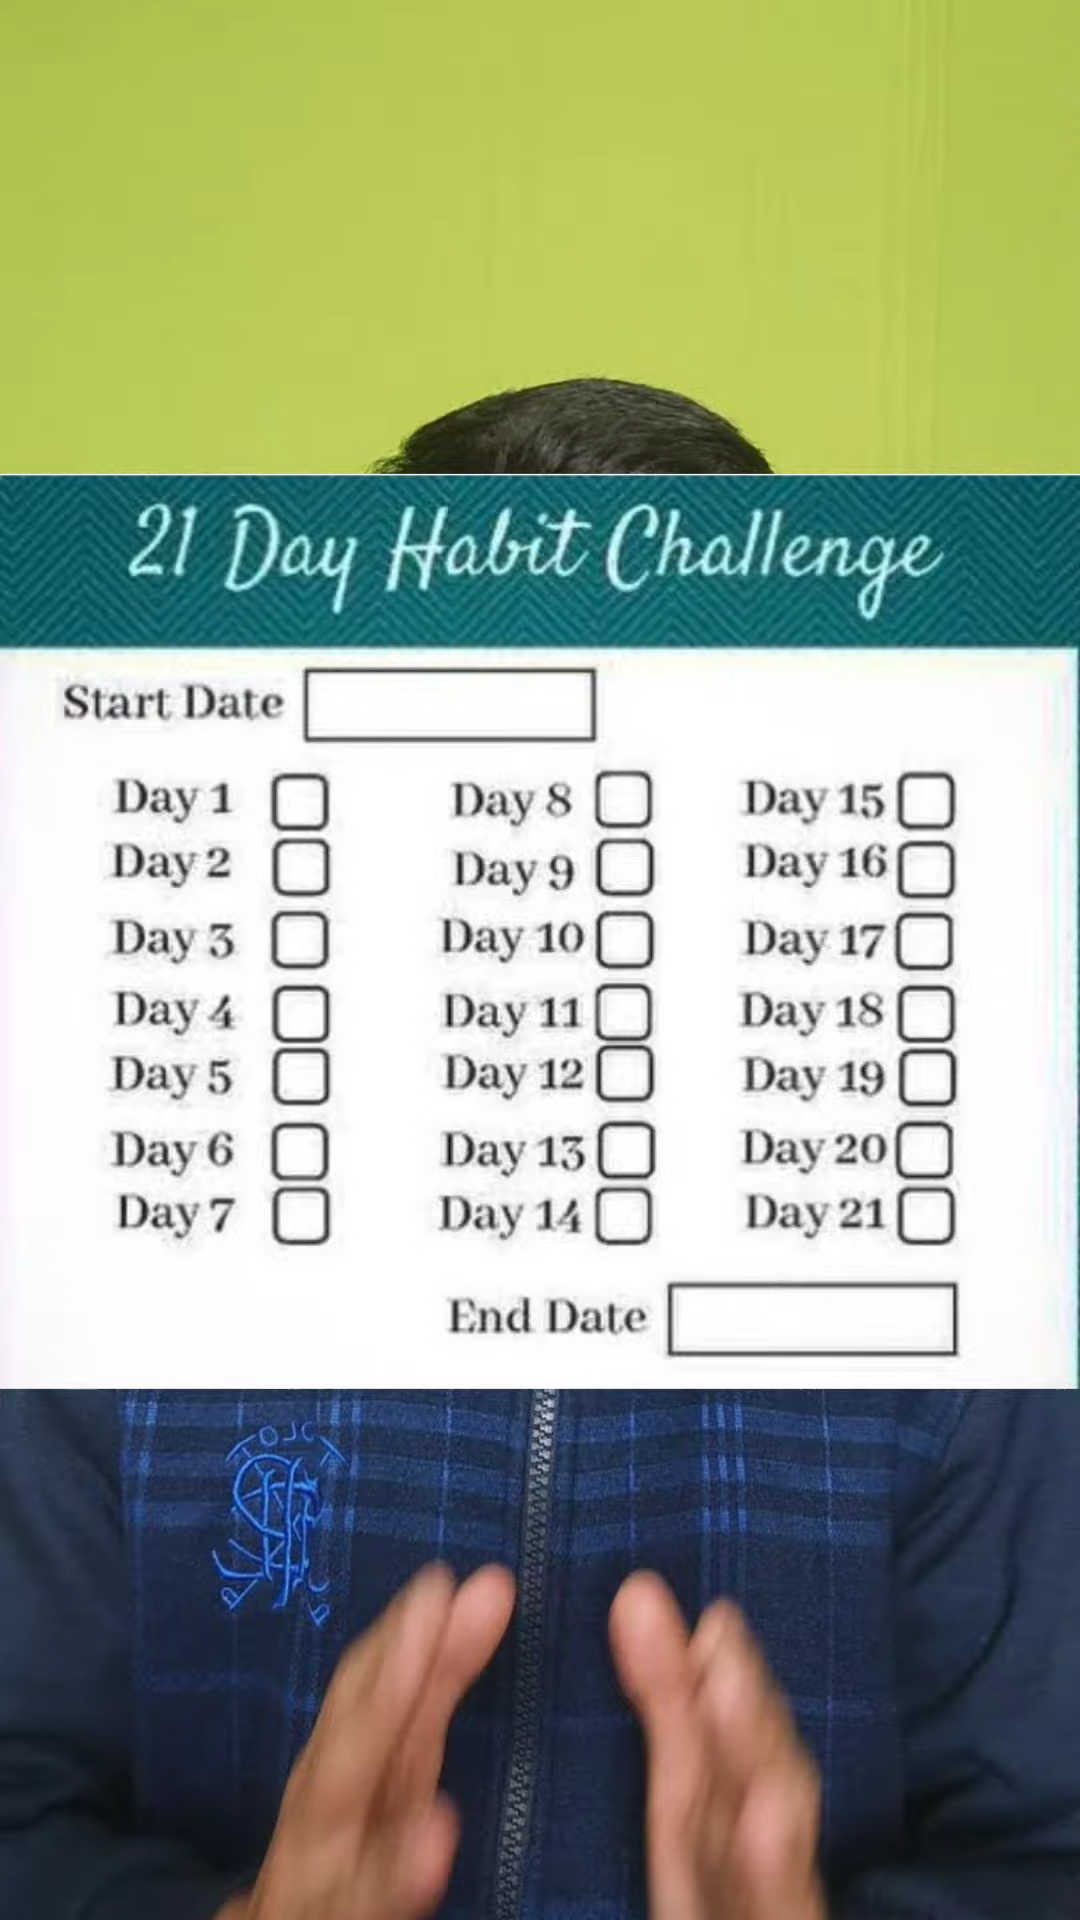 21 Day Habit Challenge
Start Date
Day 1
Day 2
Day 3
Day 4
Day 5
Day 6
Day 7
Day 8
Day 9
Day 10
Day 11
Day 12
Day 13
Day 14
Day 15
Day 16
Day 17
Day 18
Day 19
Day 20
Day 21
End Date